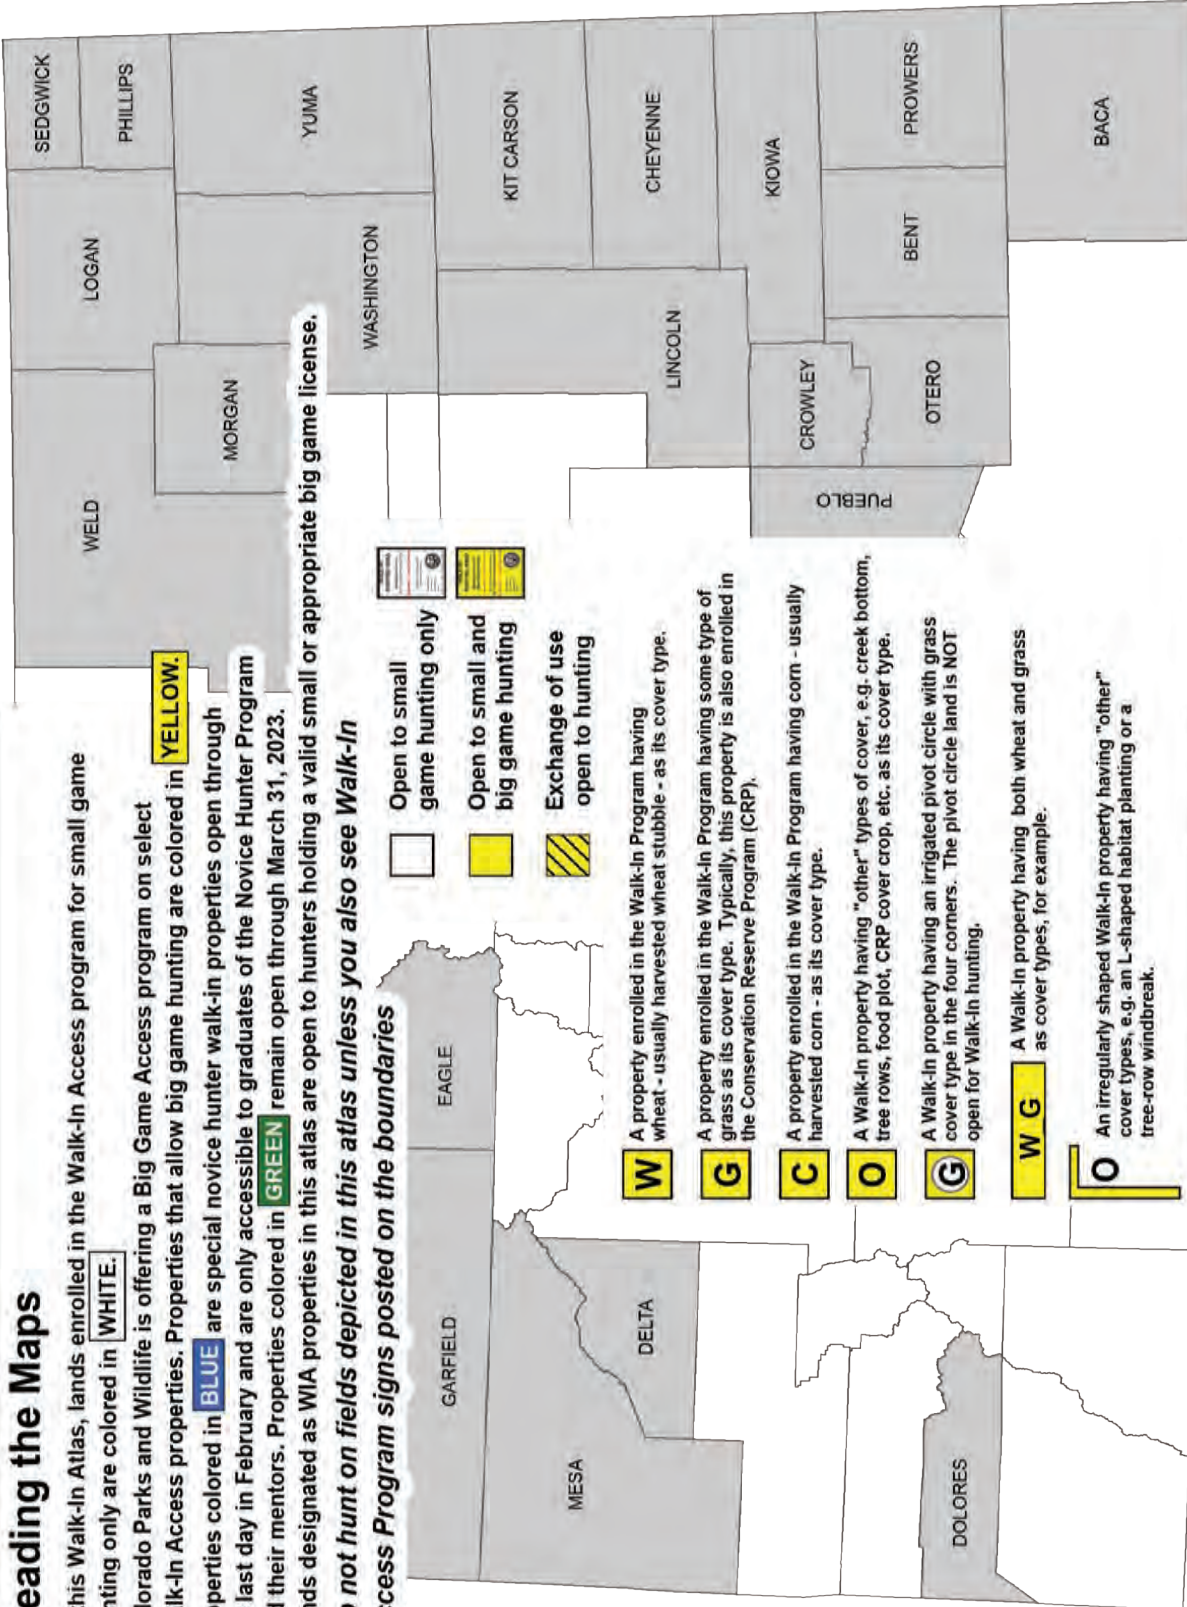 eading the Maps
his Walk-In Atlas, lands enrolled in the Walk-In Access program for small game
nting only are colored in WHITE.
lorado Parks and Wildlife is offering a Big Game Access program on select
lk-In Access properties. Properties that allow big game hunting are colored in YELLOW.
operties colored in BLUE are special novice hunter walk-in properties open through
last day in February and are only accessible to graduates of the Novice Hunter Program
d their mentors. Properties colored in GREEN remain open through March 31, 2023.
nds designated as WIA properties in this atlas are open to hunters holding a valid small or appropriate big game license.
o not hunt on fields depicted in this atlas unless you also see Walk-In
ccess Program signs posted on the boundaries
Open to small
game hunting only
Open to small and
big game hunting
Exchange of use
open to hunting
W
A property enrolled in the Walk-In Program having
wheat - usually harvested wheat stubble - as its cover type.
G
A property enrolled in the Walk-In Program having some type of
grass as its cover type. Typically, this property is also enrolled in
the Conservation Reserve Program (CRP).
C
A property enrolled in the Walk-In Program having corn - usually
harvested corn - as its cover type.
O
A Walk-In property having "other" types of cover, e.g. creek bottom,
tree rows, food plot, CRP cover crop, etc. as its cover type.
G
A Walk-In property having an irrigated pivot circle with grass
cover type in the four corners. The pivot circle land is NOT
open for Walk-In hunting.
W_G
A Walk-In property having both wheat and grass
as cover types, for example.
O
An irregularly shaped Walk-In property having "other"
cover types, e.g. an L-shaped habitat planting or a
tree-row windbreak.
GARFIELD
EAGLE
MESA
DELTA
DOLORES
WELD
LOGAN
SEDGWICK
PHILLIPS
MORGAN
WASHINGTON
YUMA
KIT CARSON
LINCOLN
CHEYENNE
KIOWA
CROWLEY
PUEBLO
OTERO
BENT
PROWERS
BACA